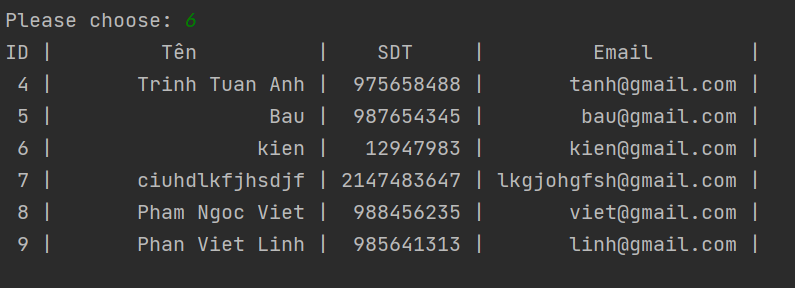 Please choose: 6
ID | Tên | SDT | Email |
4 | Trinh Tuan Anh | 975658488 | tanh@gmail.com |
5 | Bau | 987654345 | bau@gmail.com |
6 | kien | 12947983 | kien@gmail.com |
7 | ciuhdlkfjhsdjf | 2147483647 | lkgjohgfsh@gmail.com |
8 | Pham Ngoc Viet | 988456235 | viet@gmail.com |
9 | Phan Viet Linh | 985641313 | linh@gmail.com |